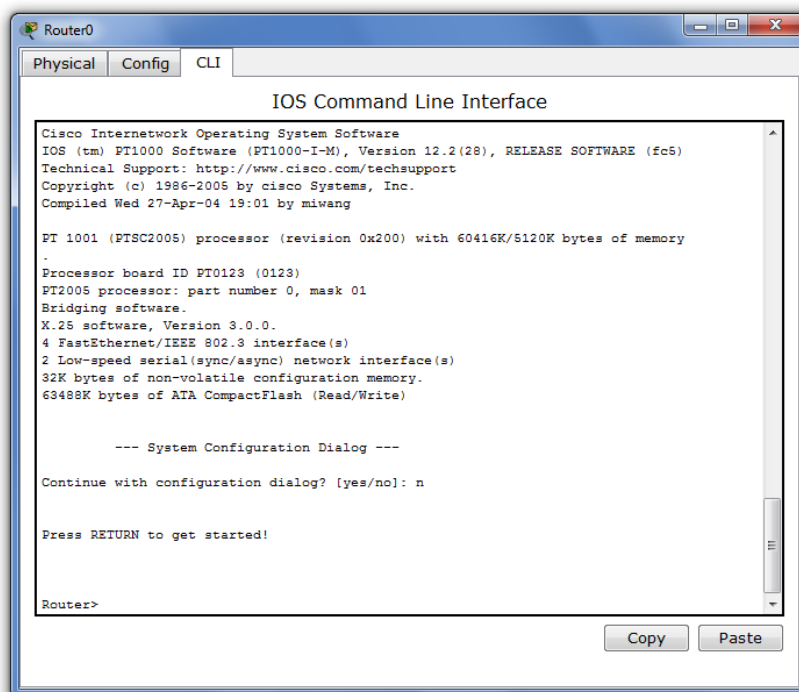 Router0
Physical Config CLI
IOS Command Line Interface
Cisco Internetwork Operating System Software
IOS (tm) PT1000 Software (PT1000-I-M), Version 12.2(28), RELEASE SOFTWARE (fc5)
Technical Support: http://www.cisco.com/techsupport
Copyright (c) 1986-2005 by cisco Systems, Inc.
Compiled Wed 27-Apr-04 19:01 by miwang
PT 1001 (PTSC2005) processor (revision 0x200) with 60416K/5120K bytes of memory
.
Processor board ID PT0123 (0123)
PT2005 processor: part number 0, mask 01
Bridging software.
X.25 software, Version 3.0.0.
4 FastEthernet/IEEE 802.3 interface(s)
2 Low-speed serial(sync/async) network interface(s)
32K bytes of non-volatile configuration memory.
63488K bytes of ATA CompactFlash (Read/Write)
--- System Configuration Dialog ---
Continue with configuration dialog? [yes/no]: n
Press RETURN to get started!
Router>
Copy Paste